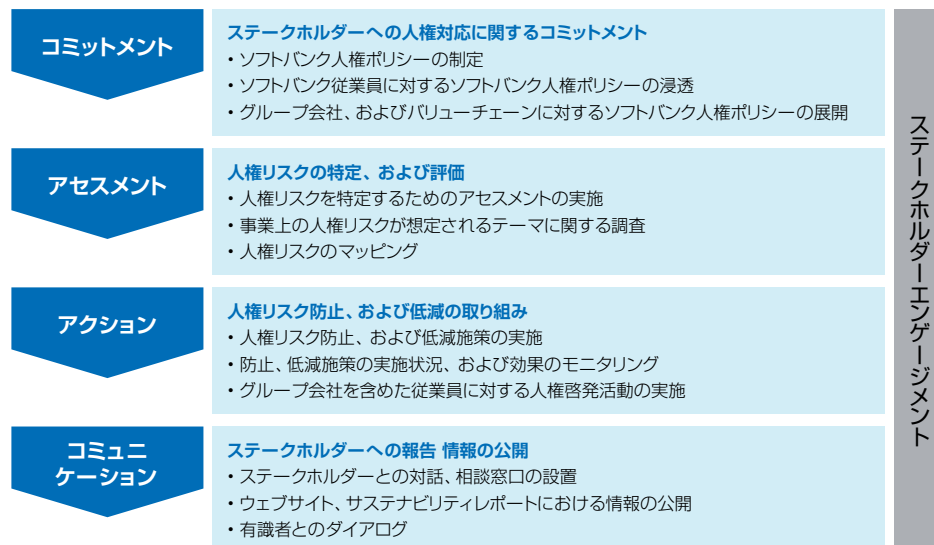 コミットメント
ステークホルダーへの人権対応に関するコミットメント
・ソフトバンク人権ポリシーの制定
・ソフトバンク従業員に対するソフトバンク人権ポリシーの浸透
・グループ会社、およびバリューチェーンに対するソフトバンク人権ポリシーの展開
アセスメント
人権リスクの特定、および評価
・人権リスクを特定するためのアセスメントの実施
・事業上の人権リスクが想定されるテーマに関する調査
・人権リスクのマッピング
アクション
人権リスク防止、および低減の取り組み
・人権リスク防止、および低減施策の実施
・防止、低減施策の実施状況、および効果のモニタリング
・グループ会社を含めた従業員に対する人権啓発活動の実施
コミュニ
ケーション
ステークホルダーへの報告 情報の公開
・ステークホルダーとの対話、相談窓口の設置
・ウェブサイト、サステナビリティレポートにおける情報の公開
・有識者とのダイアログ
ステークホルダーエンゲージメント